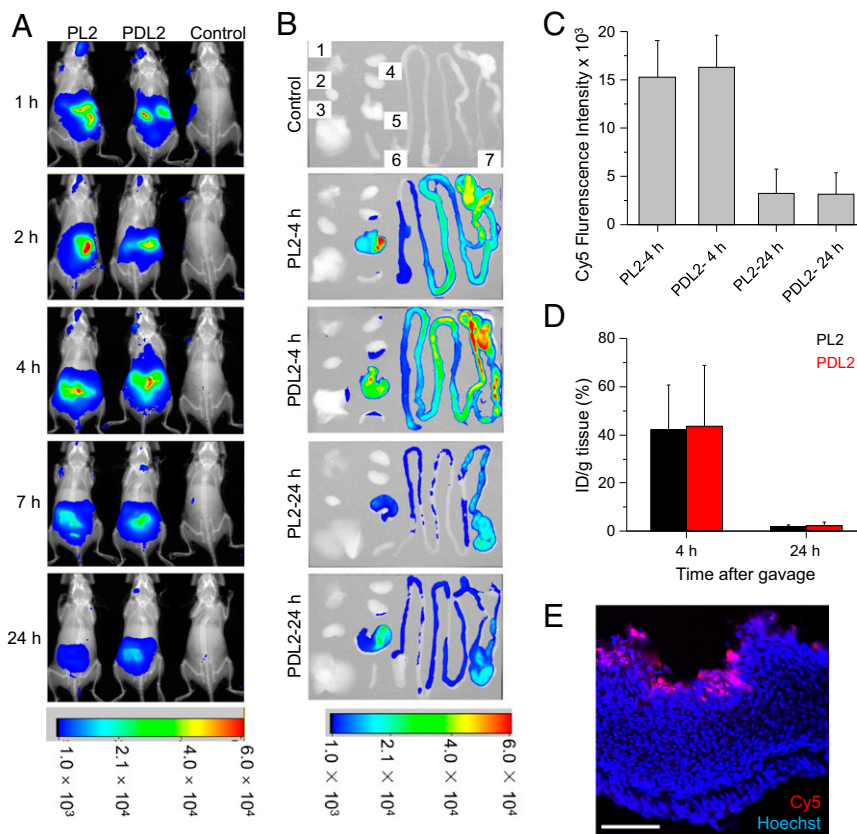 A
PL2 PDL2 Control
1 h
2 h
4 h
7 h
24 h
1.0 × 10³
2.1 × 10⁴
4.0 × 10⁴
6.0 × 10⁴
B
Control
1
2
3
4
5
6
7
PL2-4 h
PDL2-4 h
PL2-24 h
PDL2-24 h
1.0 × 10³
2.1 × 10⁴
4.0 × 10⁴
6.0 × 10⁴
C
Cy5 Flurenscence Intensity x 10³
15
10
5
0
PL2-4 h
PDL2- 4 h
PL2-24 h
PDL2- 24 h
D
PL2
PDL2
ID/g tissue (%)
80
60
40
20
0
4 h 24 h
Time after gavage
E
Cy5
Hoechst